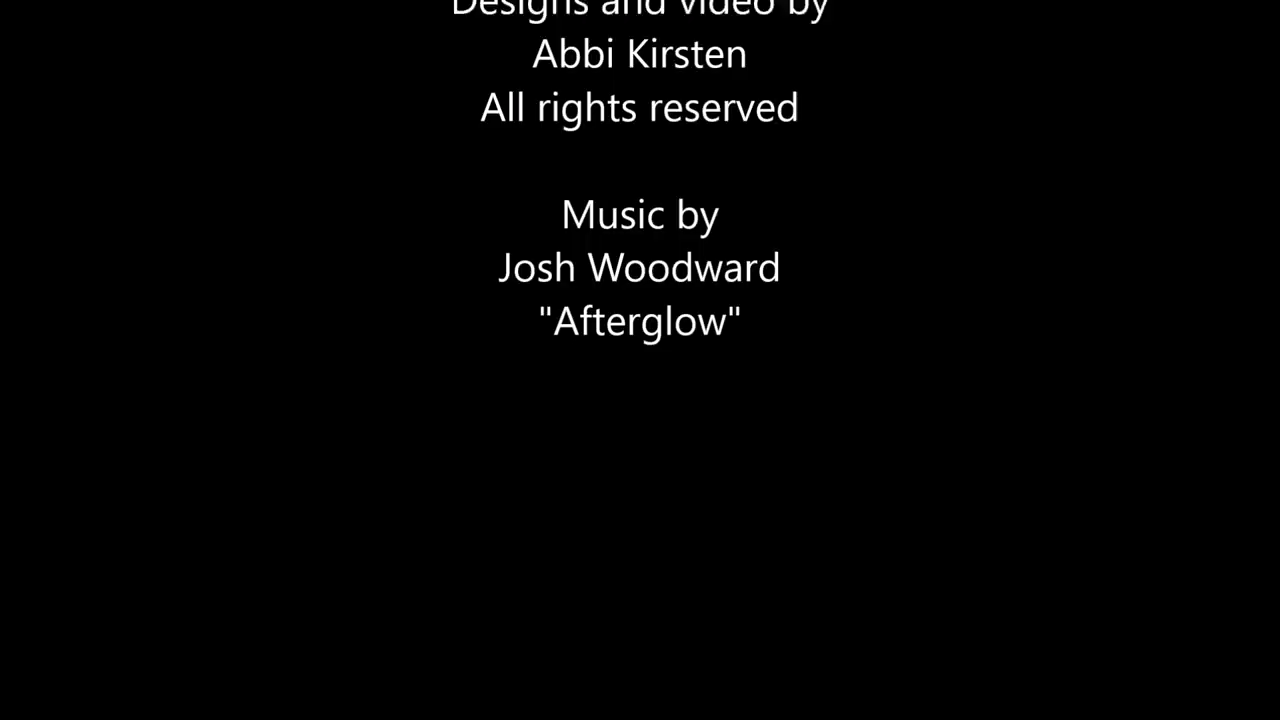 Designs and video by
Abbi Kirsten
All rights reserved
Music by
Josh Woodward
"Afterglow"